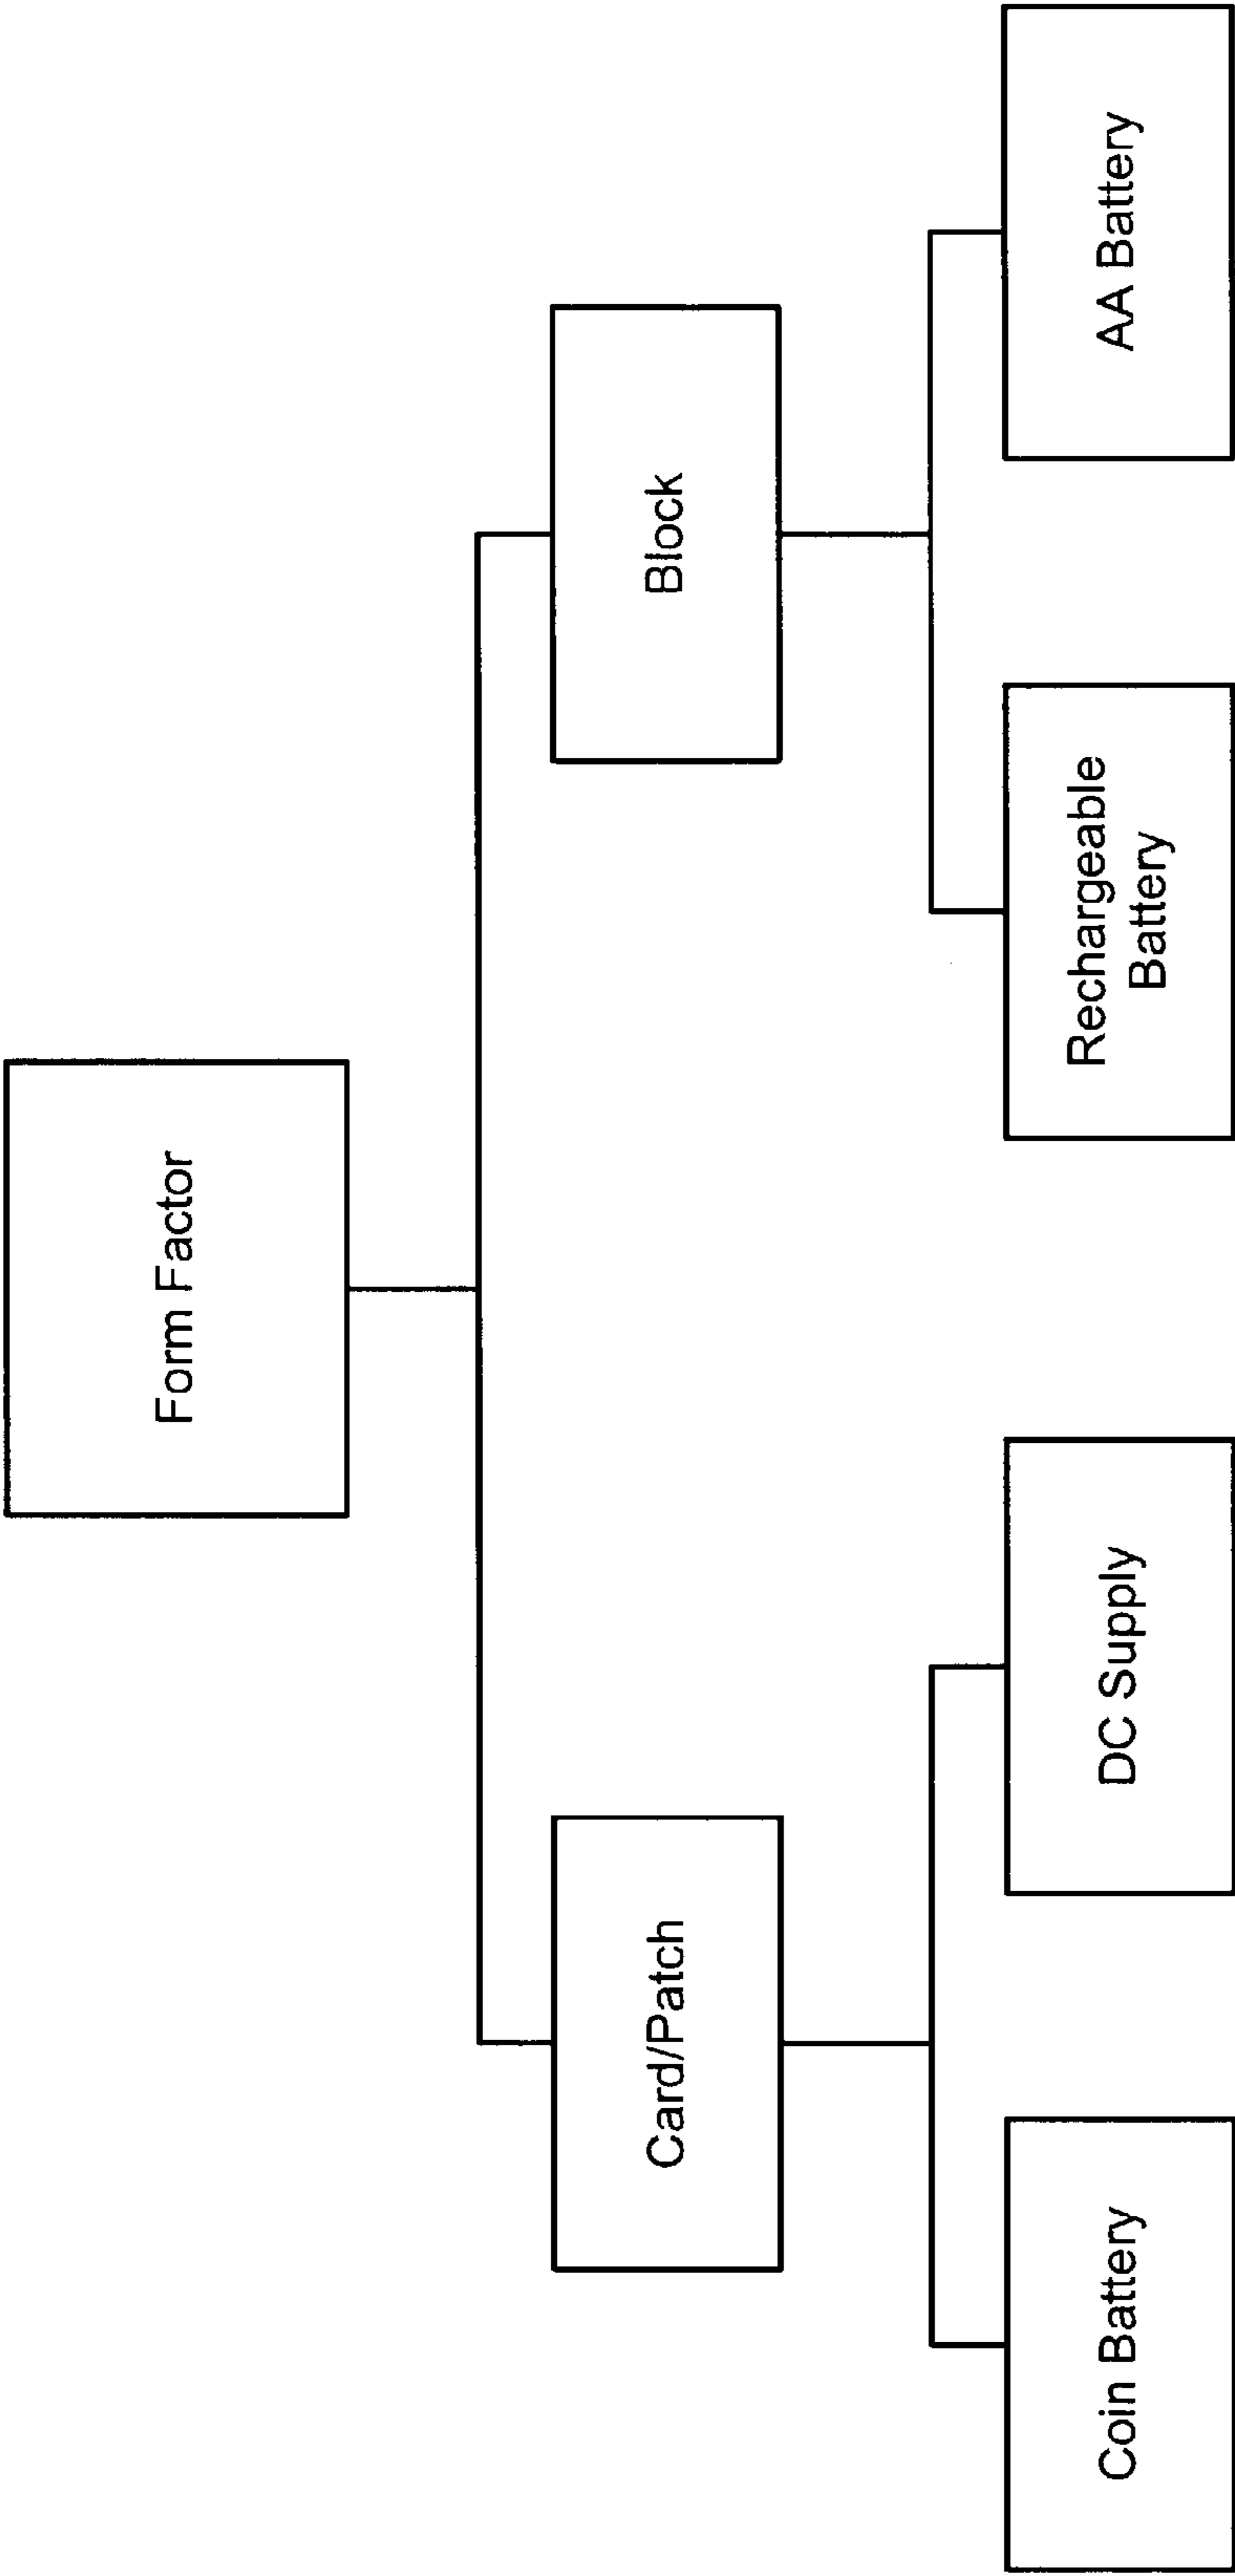 Form Factor
Card/Patch
Block
Coin Battery
DC Supply
Rechargeable
Battery
AA Battery